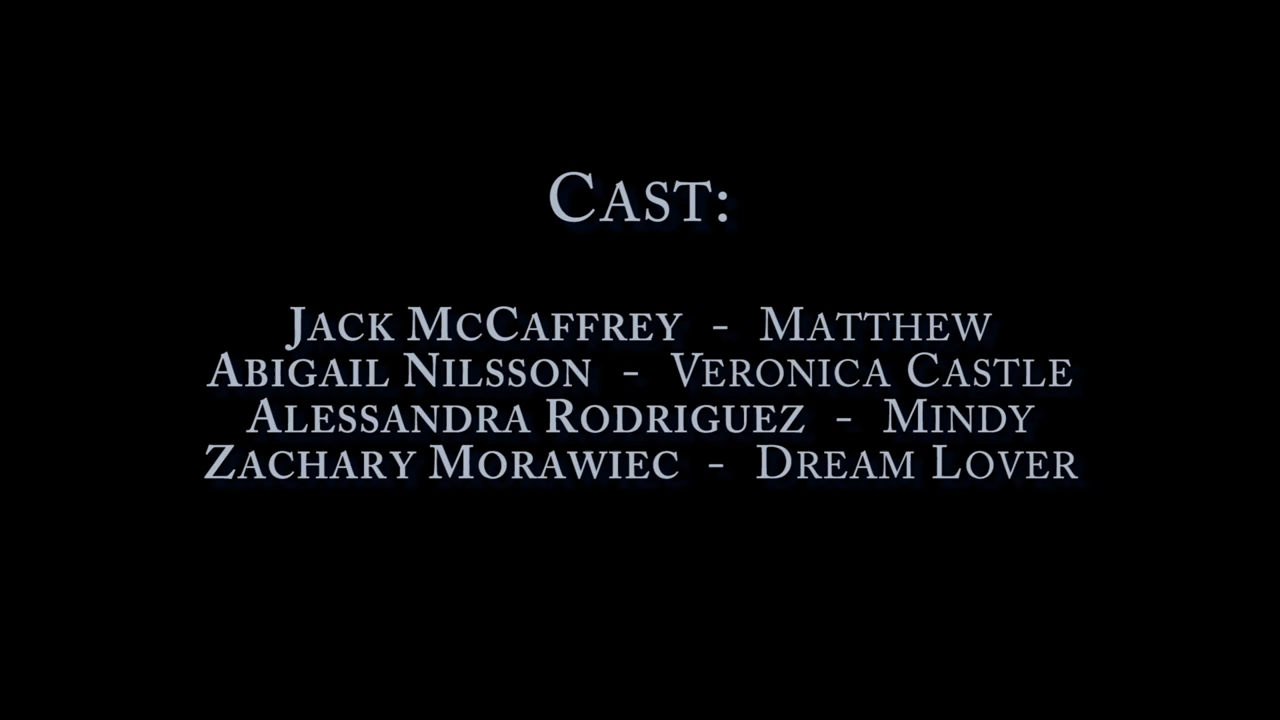 Cast:
Jack McCaffrey - Matthew
Abigail Nilsson - Veronica Castle
Alessandra Rodriguez - Mindy
Zachary Morawiec - Dream Lover